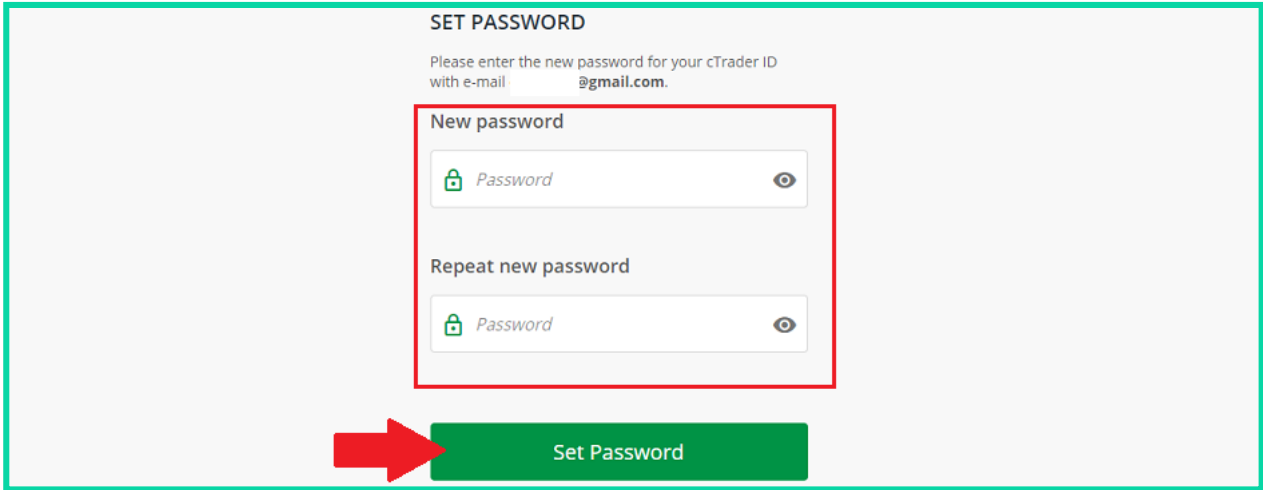 SET PASSWORD
Please enter the new password for your cTrader ID
with e-mail @gmail.com.
New password
Password
Repeat new password
Password
Set Password